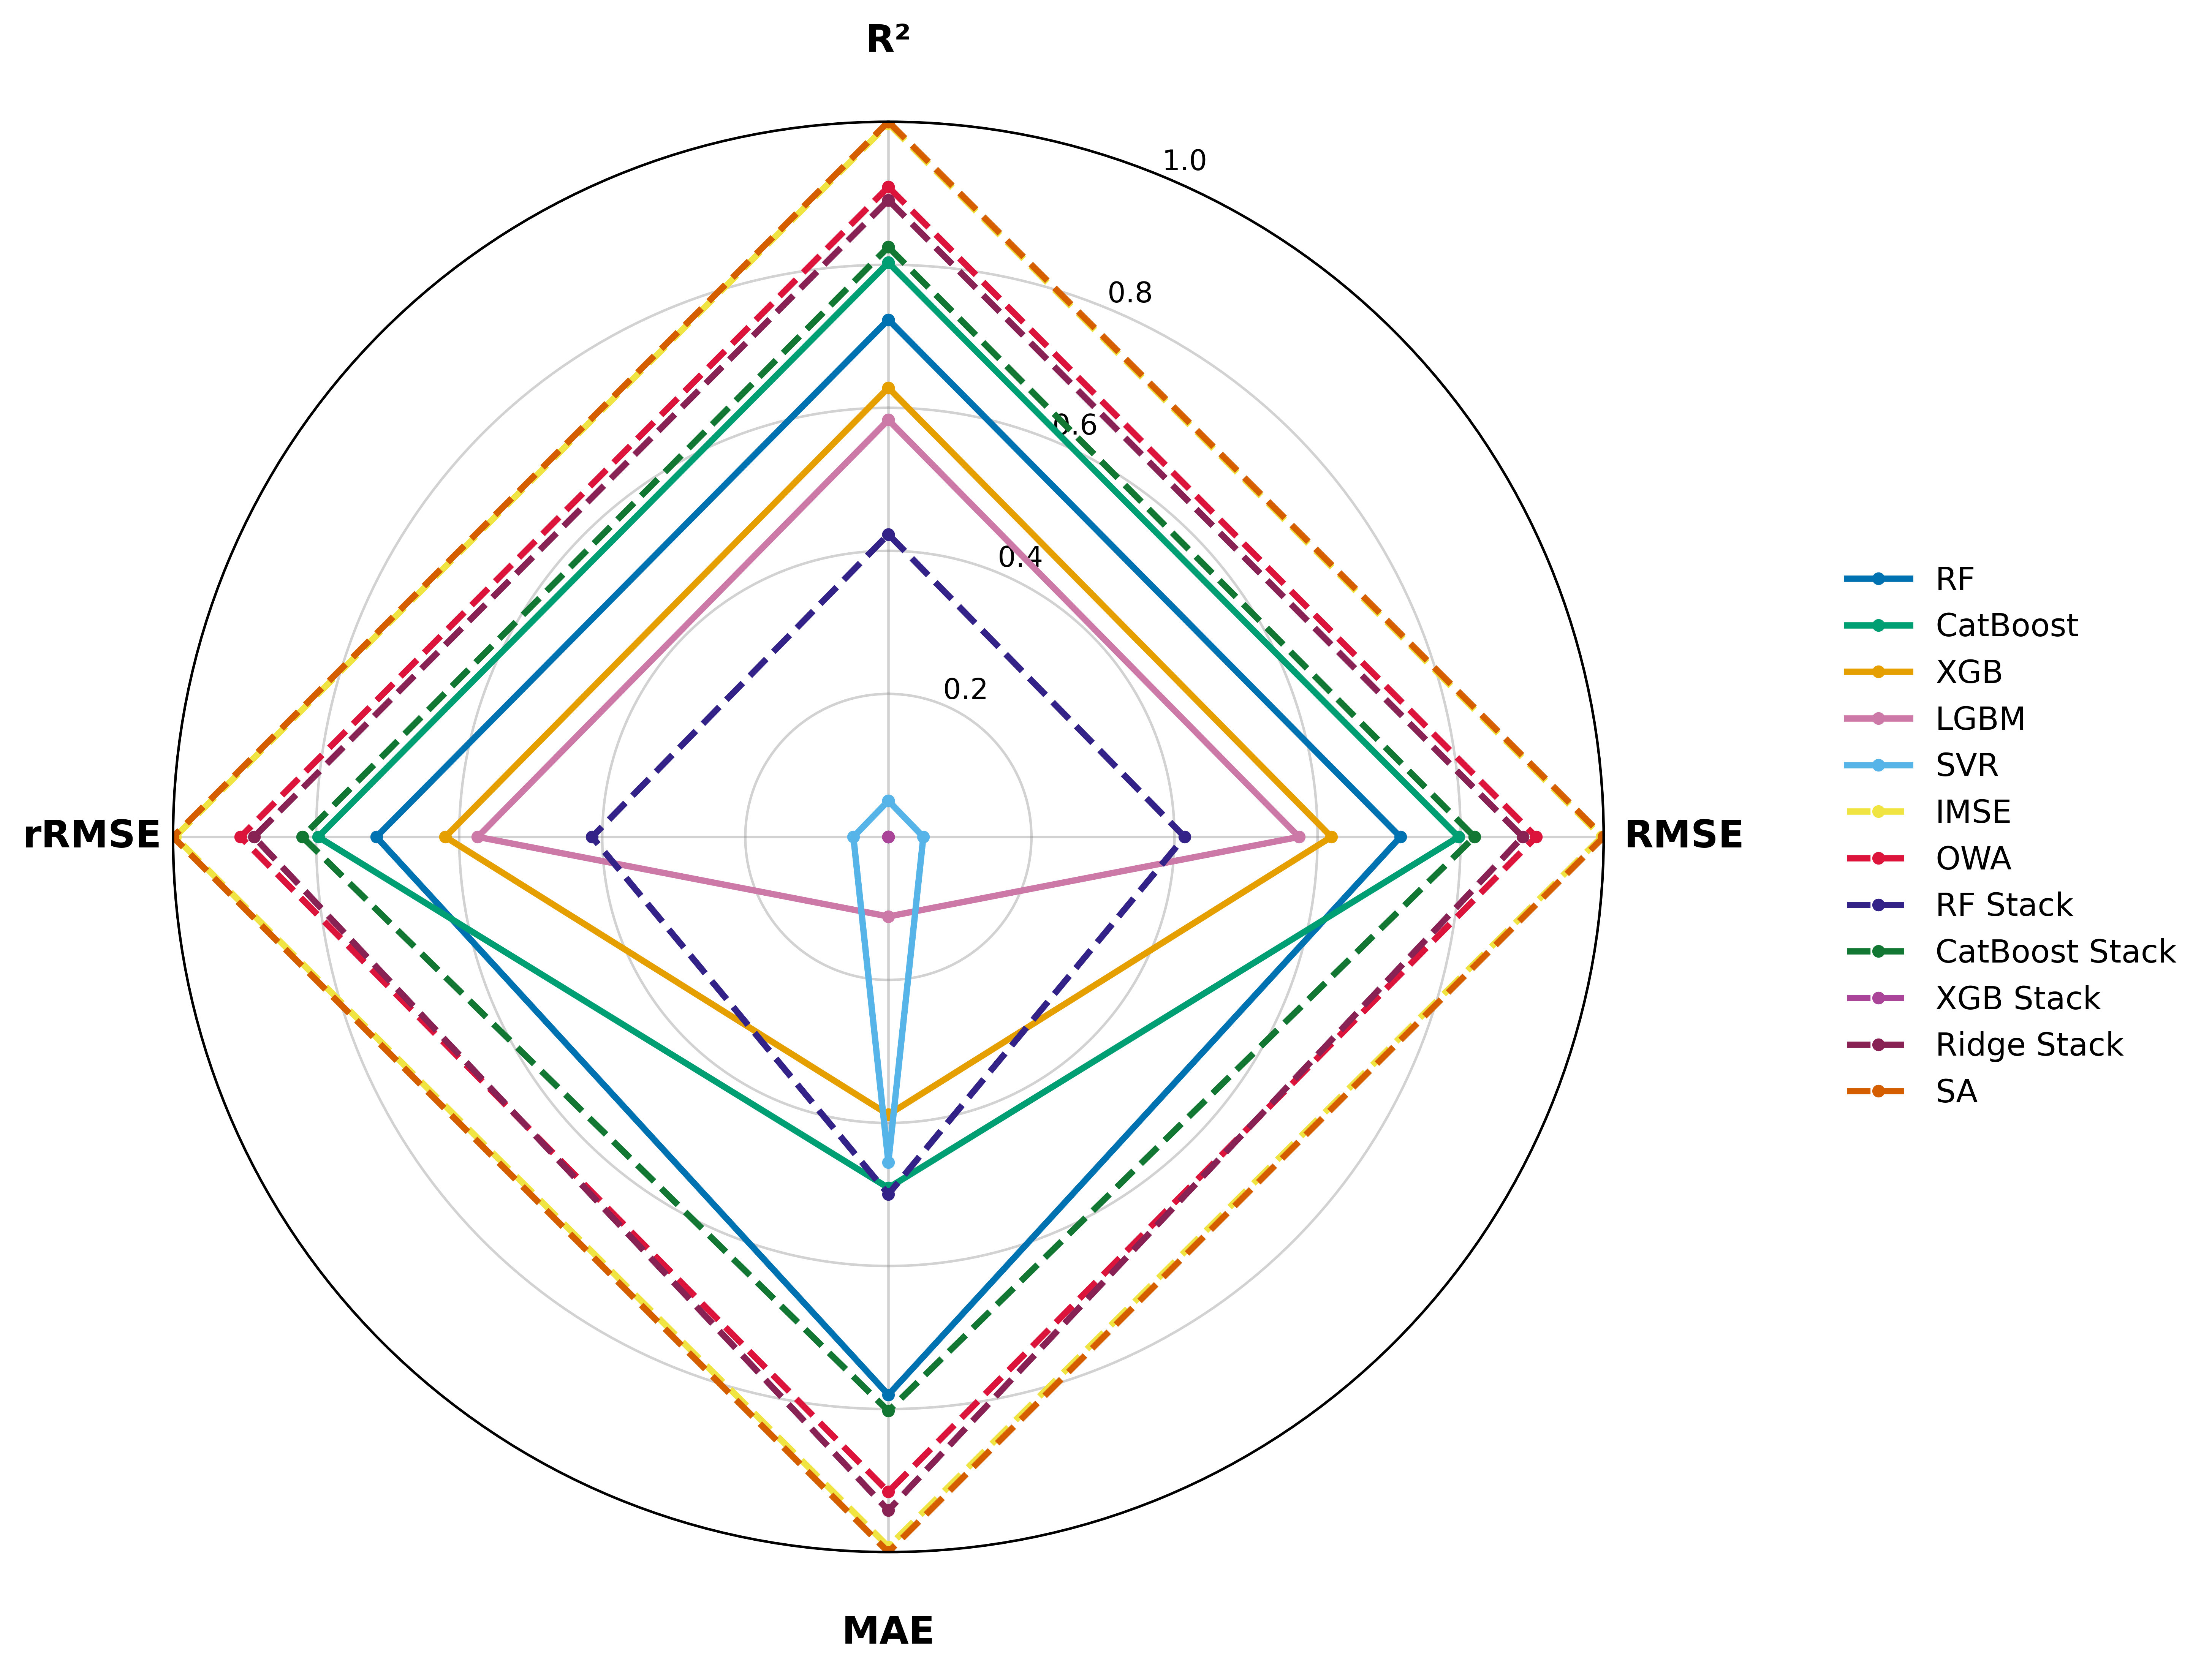 R²
1.0
0.8
0.6
0.4
0.2
rRMSE
RMSE
MAE
RF
CatBoost
XGB
LGBM
SVR
IMSE
OWA
RF Stack
CatBoost Stack
XGB Stack
Ridge Stack
SA